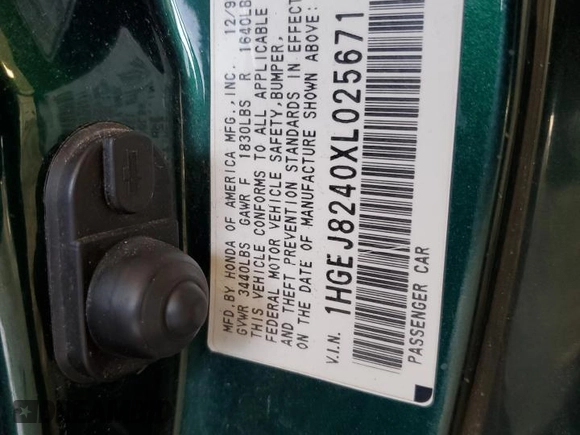 MFD.BY HONDA OF AMERICA MFG.,INC. 12/9
GVWR 3440LBS GAWR F 1830LBS R 1640LB
THIS VEHICLE CONFORMS TO ALL APPLICABLE
FEDERAL MOTOR VEHICLE SAFETY,BUMPER,
AND THEFT PREVENTION STANDARDS IN EFFECT
ON THE DATE OF MANUFACTURE SHOWN ABOVE:
V.I.N. 1HGEJ8240XL025671
PASSENGER CAR